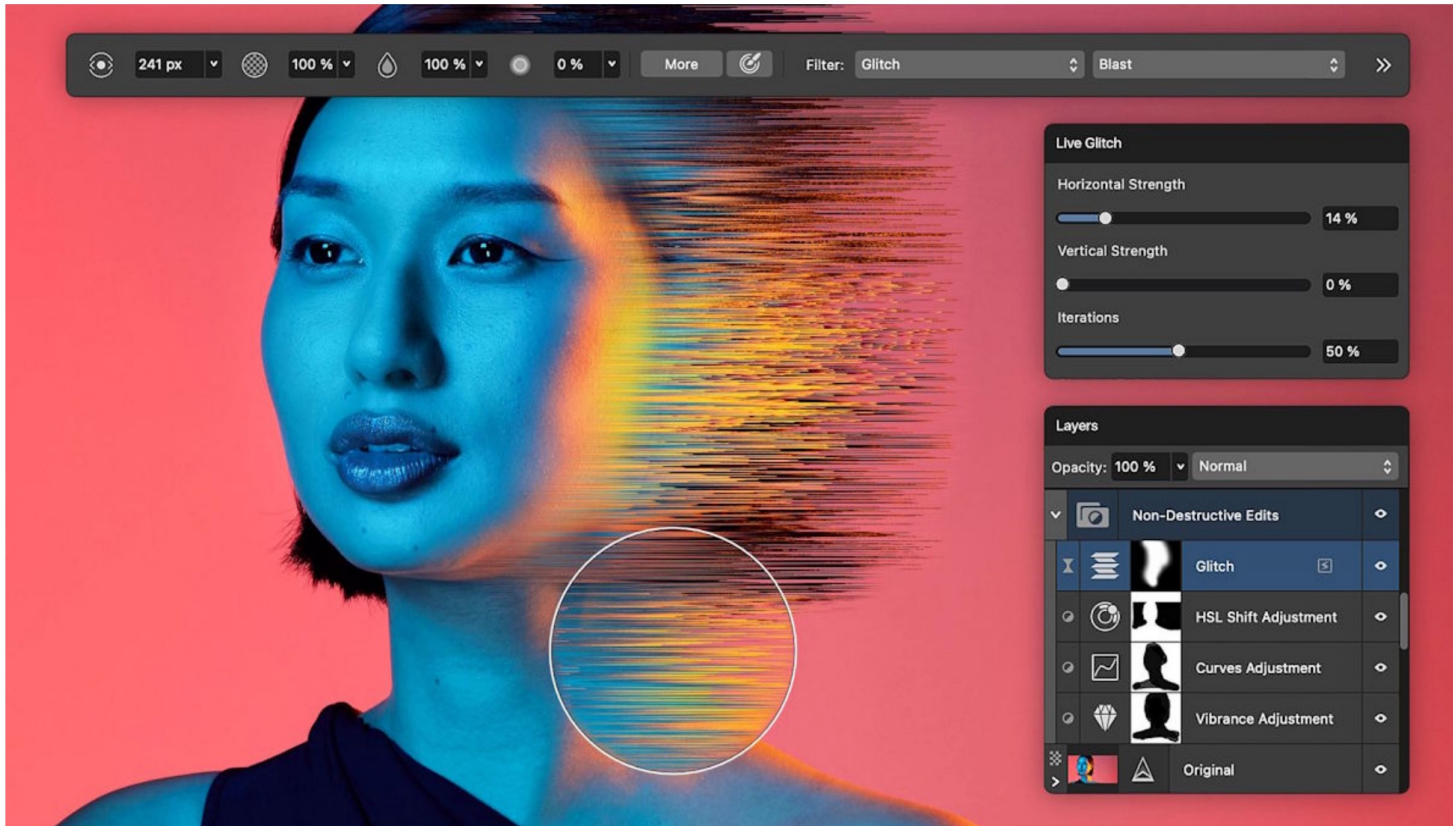 241 px 100 % 100 % 0 % More Filter: Glitch Blast
Live Glitch
Horizontal Strength
14 %
Vertical Strength
0 %
Iterations
50 %
Layers
Opacity: 100 % Normal
Non-Destructive Edits
Glitch
HSL Shift Adjustment
Curves Adjustment
Vibrance Adjustment
Original